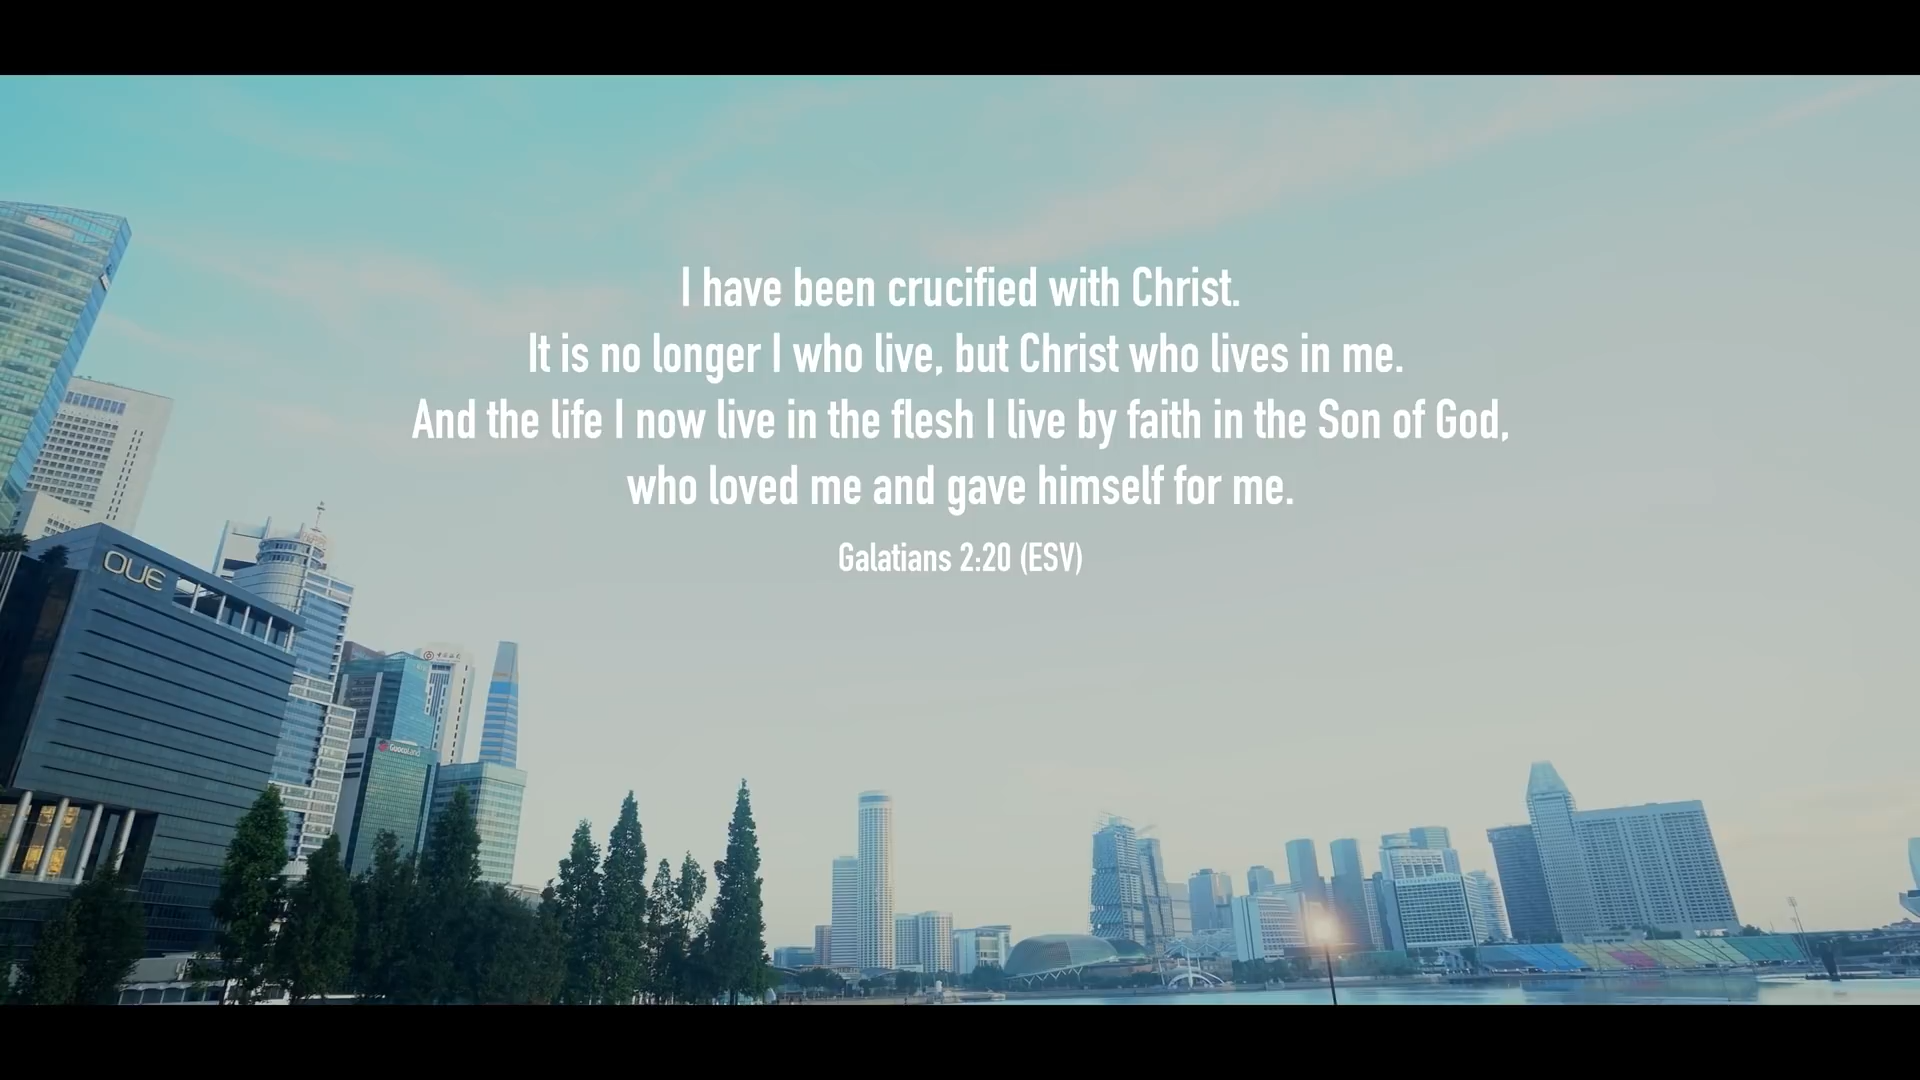 I have been crucified with Christ.
It is no longer I who live, but Christ who lives in me.
And the life I now live in the flesh I live by faith in the Son of God,
who loved me and gave himself for me.
Galatians 2:20 (ESV)
OUE
GuocoLand